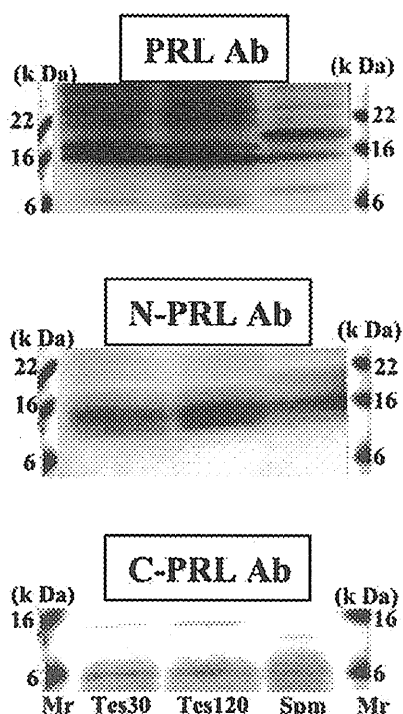 PRL Ab
(k Da) (k Da)
22 22
16 16
6 6
N-PRL Ab
(k Da) (k Da)
22 22
16 16
6 6
C-PRL Ab
(k Da) (k Da)
16 16
6 6
Mr Tes30 Tes120 Spm Mr